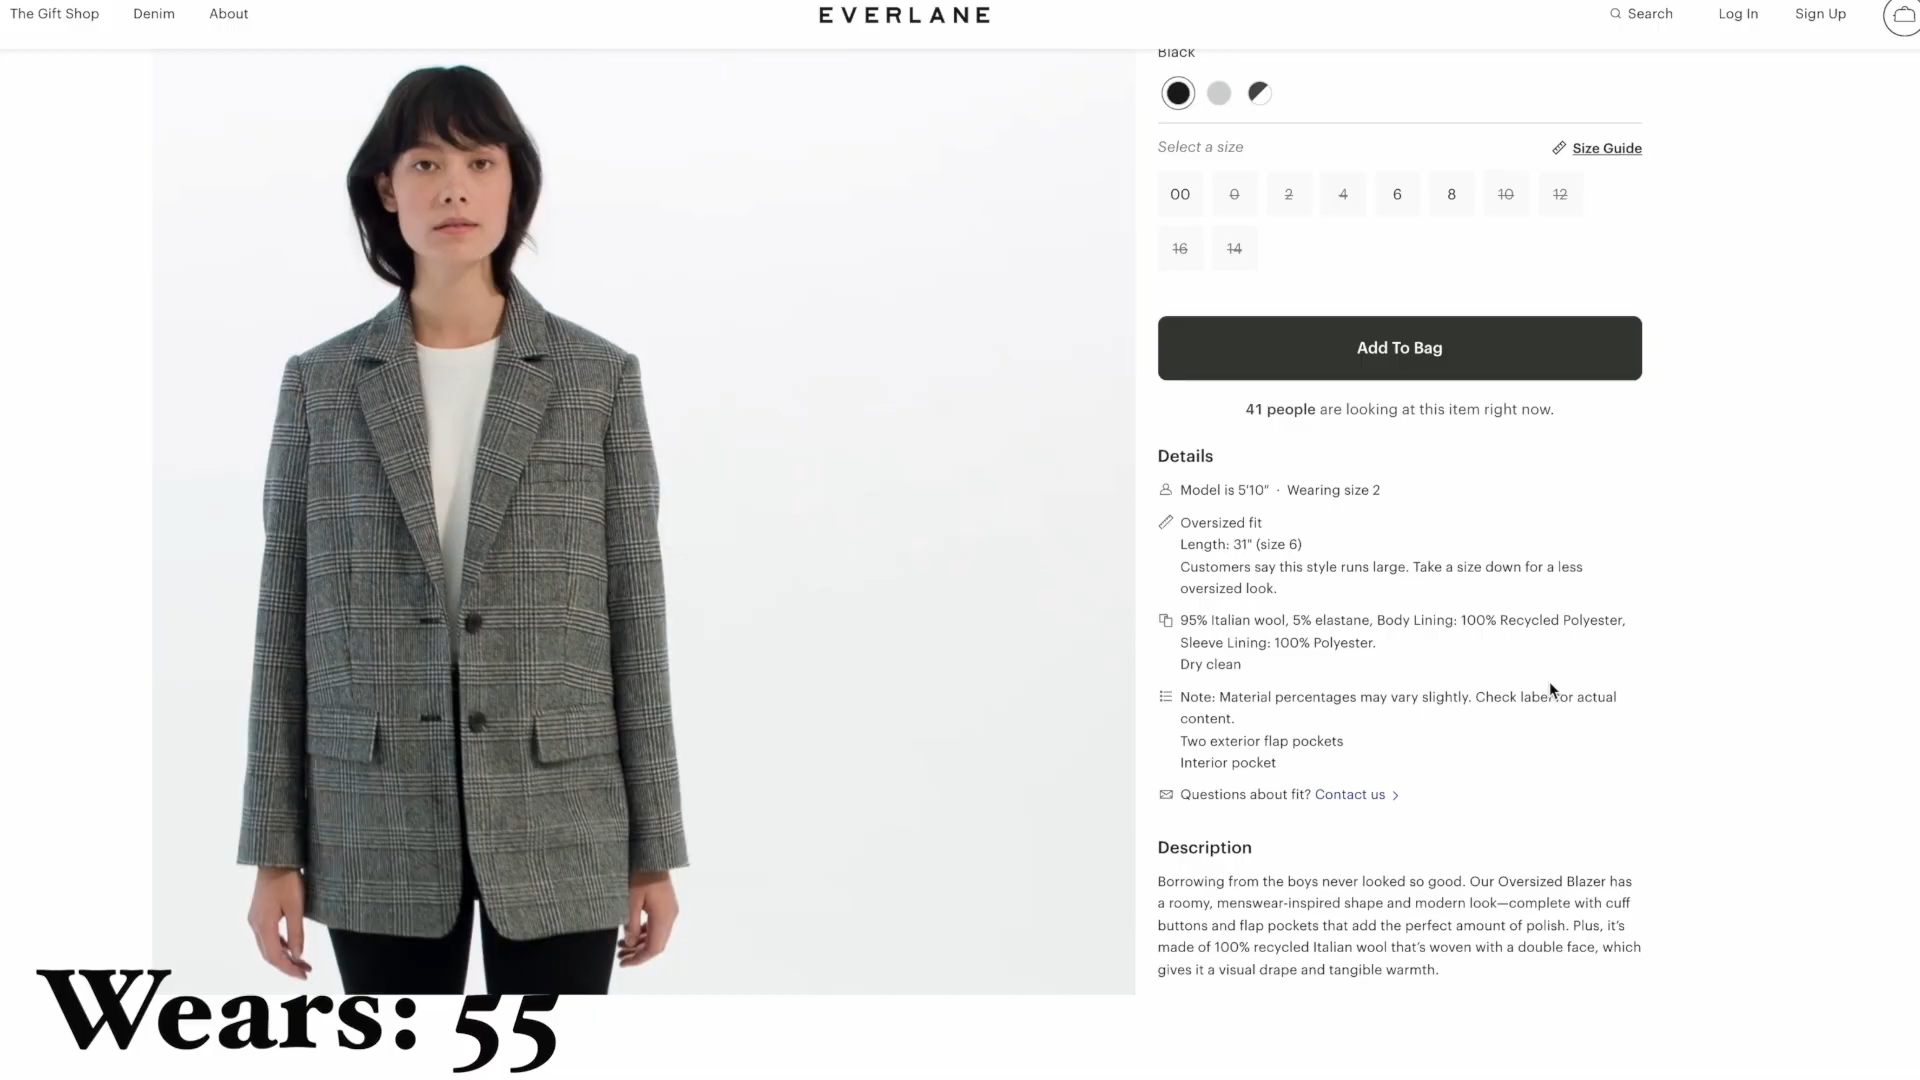 The Gift Shop Denim About EVERLANE Search Log In Sign Up
Black
Select a size Size Guide
00 0 2 4 6 8 10 12
16 14
Add To Bag
41 people are looking at this item right now.
Details
Model is 5'10" · Wearing size 2
Oversized fit
Length: 31" (size 6)
Customers say this style runs large. Take a size down for a less
oversized look.
95% Italian wool, 5% elastane, Body Lining: 100% Recycled Polyester,
Sleeve Lining: 100% Polyester.
Dry clean
Note: Material percentages may vary slightly. Check label for actual
content.
Two exterior flap pockets
Interior pocket
Questions about fit? Contact us >
Description
Borrowing from the boys never looked so good. Our Oversized Blazer has
a roomy, menswear-inspired shape and modern look—complete with cuff
buttons and flap pockets that add the perfect amount of polish. Plus, it's
made of 100% recycled Italian wool that's woven with a double face, which
gives it a visual drape and tangible warmth.
Wears: 55